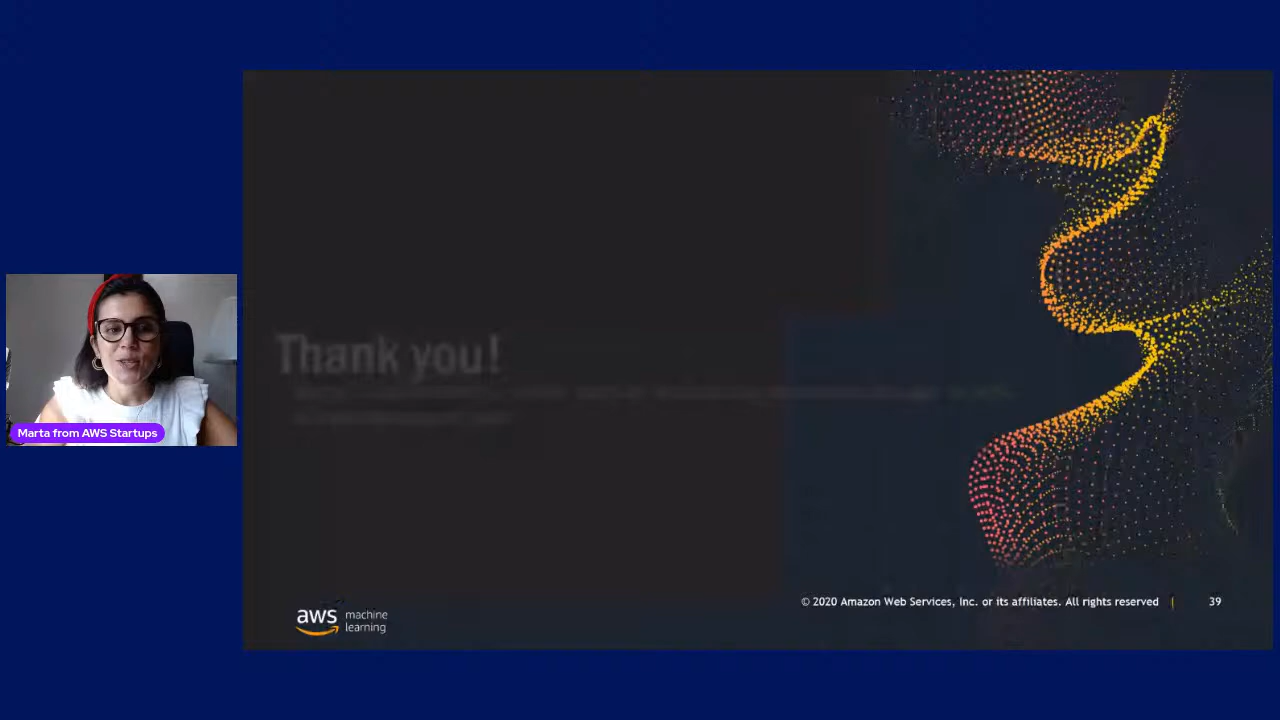 Thank you!
Marta from AWS Startups
© 2020 Amazon Web Services, Inc. or its affiliates. All rights reserved | 39
aws machine learning